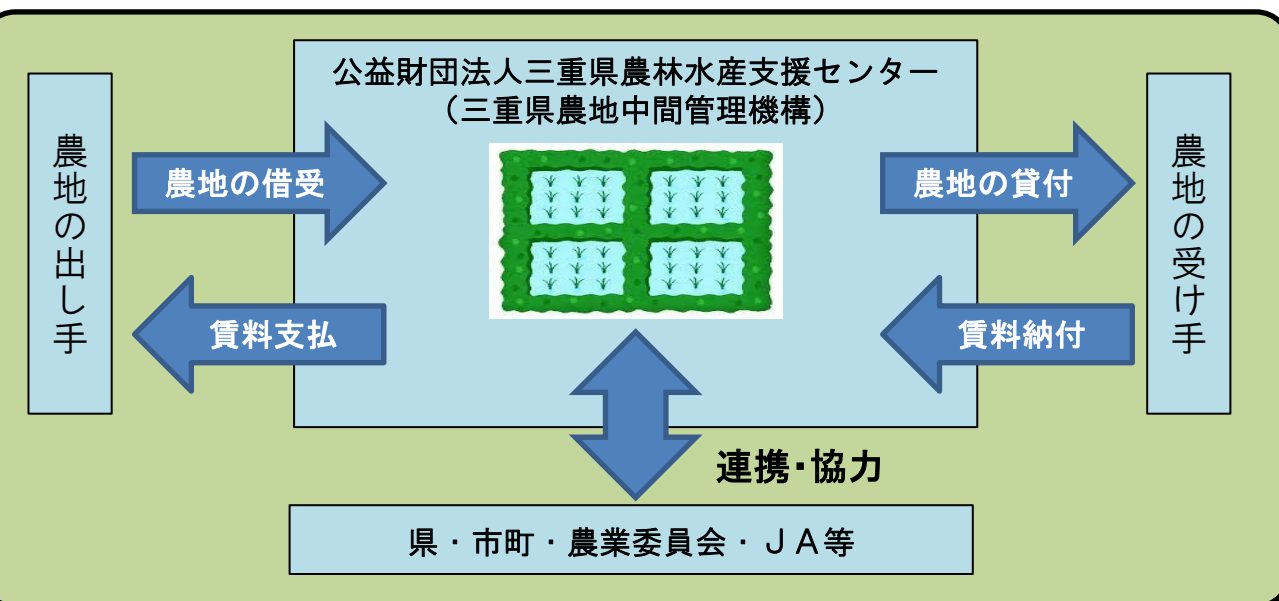 公益財団法人三重県農林水産支援センター
（三重県農地中間管理機構）
農地の出し手
農地の借受
賃料支払
農地の貸付
賃料納付
農地の受け手
連携・協力
県・市町・農業委員会・ＪＡ等